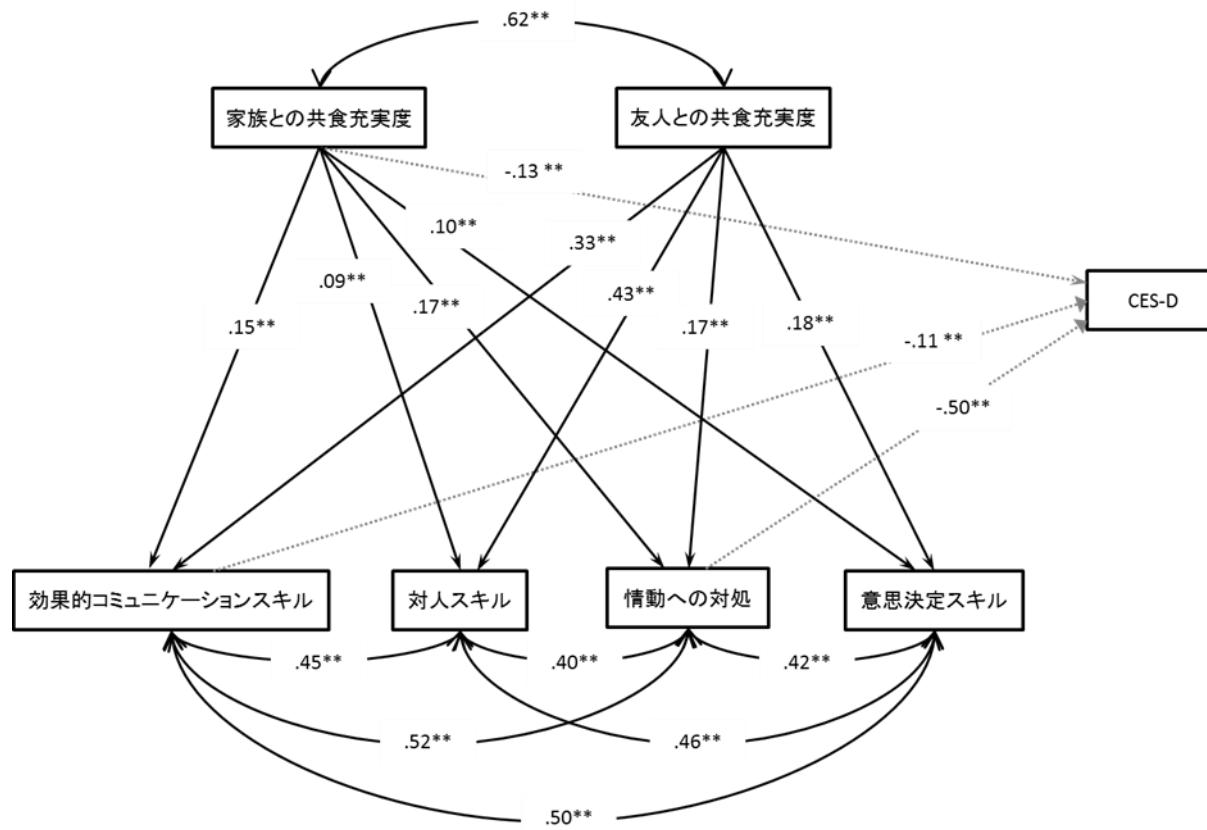 .62**
家族との共食充実度
友人との共食充実度
-.13 **
.10**
.33**
.09**
.43**
.17**
.15**
.17**
.18**
CES-D
-.11 **
-.50**
効果的コミュニケーションスキル
対人スキル
情動への対処
意思決定スキル
.45**
.40**
.42**
.52**
.46**
.50**